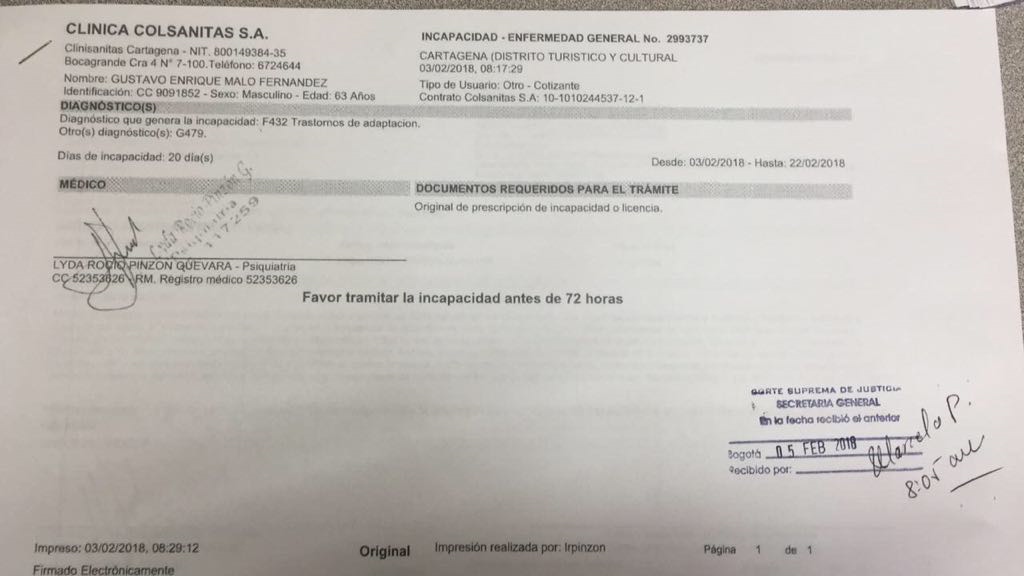 CLINICA COLSANITAS S.A.
Clinisanitas Cartagena - NIT. 800149384-35
Bocagrande Cra 4 N° 7-100.Teléfono: 6724644
Nombre: GUSTAVO ENRIQUE MALO FERNANDEZ
Identificación: CC 9091852 - Sexo: Masculino - Edad: 63 Años
INCAPACIDAD - ENFERMEDAD GENERAL No. 2993737
CARTAGENA (DISTRITO TURISTICO Y CULTURAL
03/02/2018, 08:17:29
Tipo de Usuario: Otro - Cotizante
Contrato Colsanitas S.A: 10-1010244537-12-1
DIAGNÓSTICO(S)
Diagnóstico que genera la incapacidad: F432 Trastornos de adaptacion.
Otro(s) diagnóstico(s): G479.
Días de incapacidad: 20 dia(s)
Desde: 03/02/2018 - Hasta: 22/02/2018
MÉDICO
DOCUMENTOS REQUERIDOS PARA EL TRÁMITE
Original de prescripción de incapacidad o licencia.
Lyda Rocio Pinzón G.
Psiquiatria
117259
LYDA ROCIO PINZON GUEVARA - Psiquiatria
CC 52353626 RM. Registro médico 52353626
Favor tramitar la incapacidad antes de 72 horas
CORTE SUPREMA DE JUSTICIA
SECRETARIA GENERAL
En la fecha recibió el anterior
Bogotá 05 FEB 2018
Recibido por:
Marcela P.
8:05 am
Impreso: 03/02/2018, 08:29:12
Original
Impresión realizada por: lrpinzon
Página 1 de 1
Firmado Electrónicamente